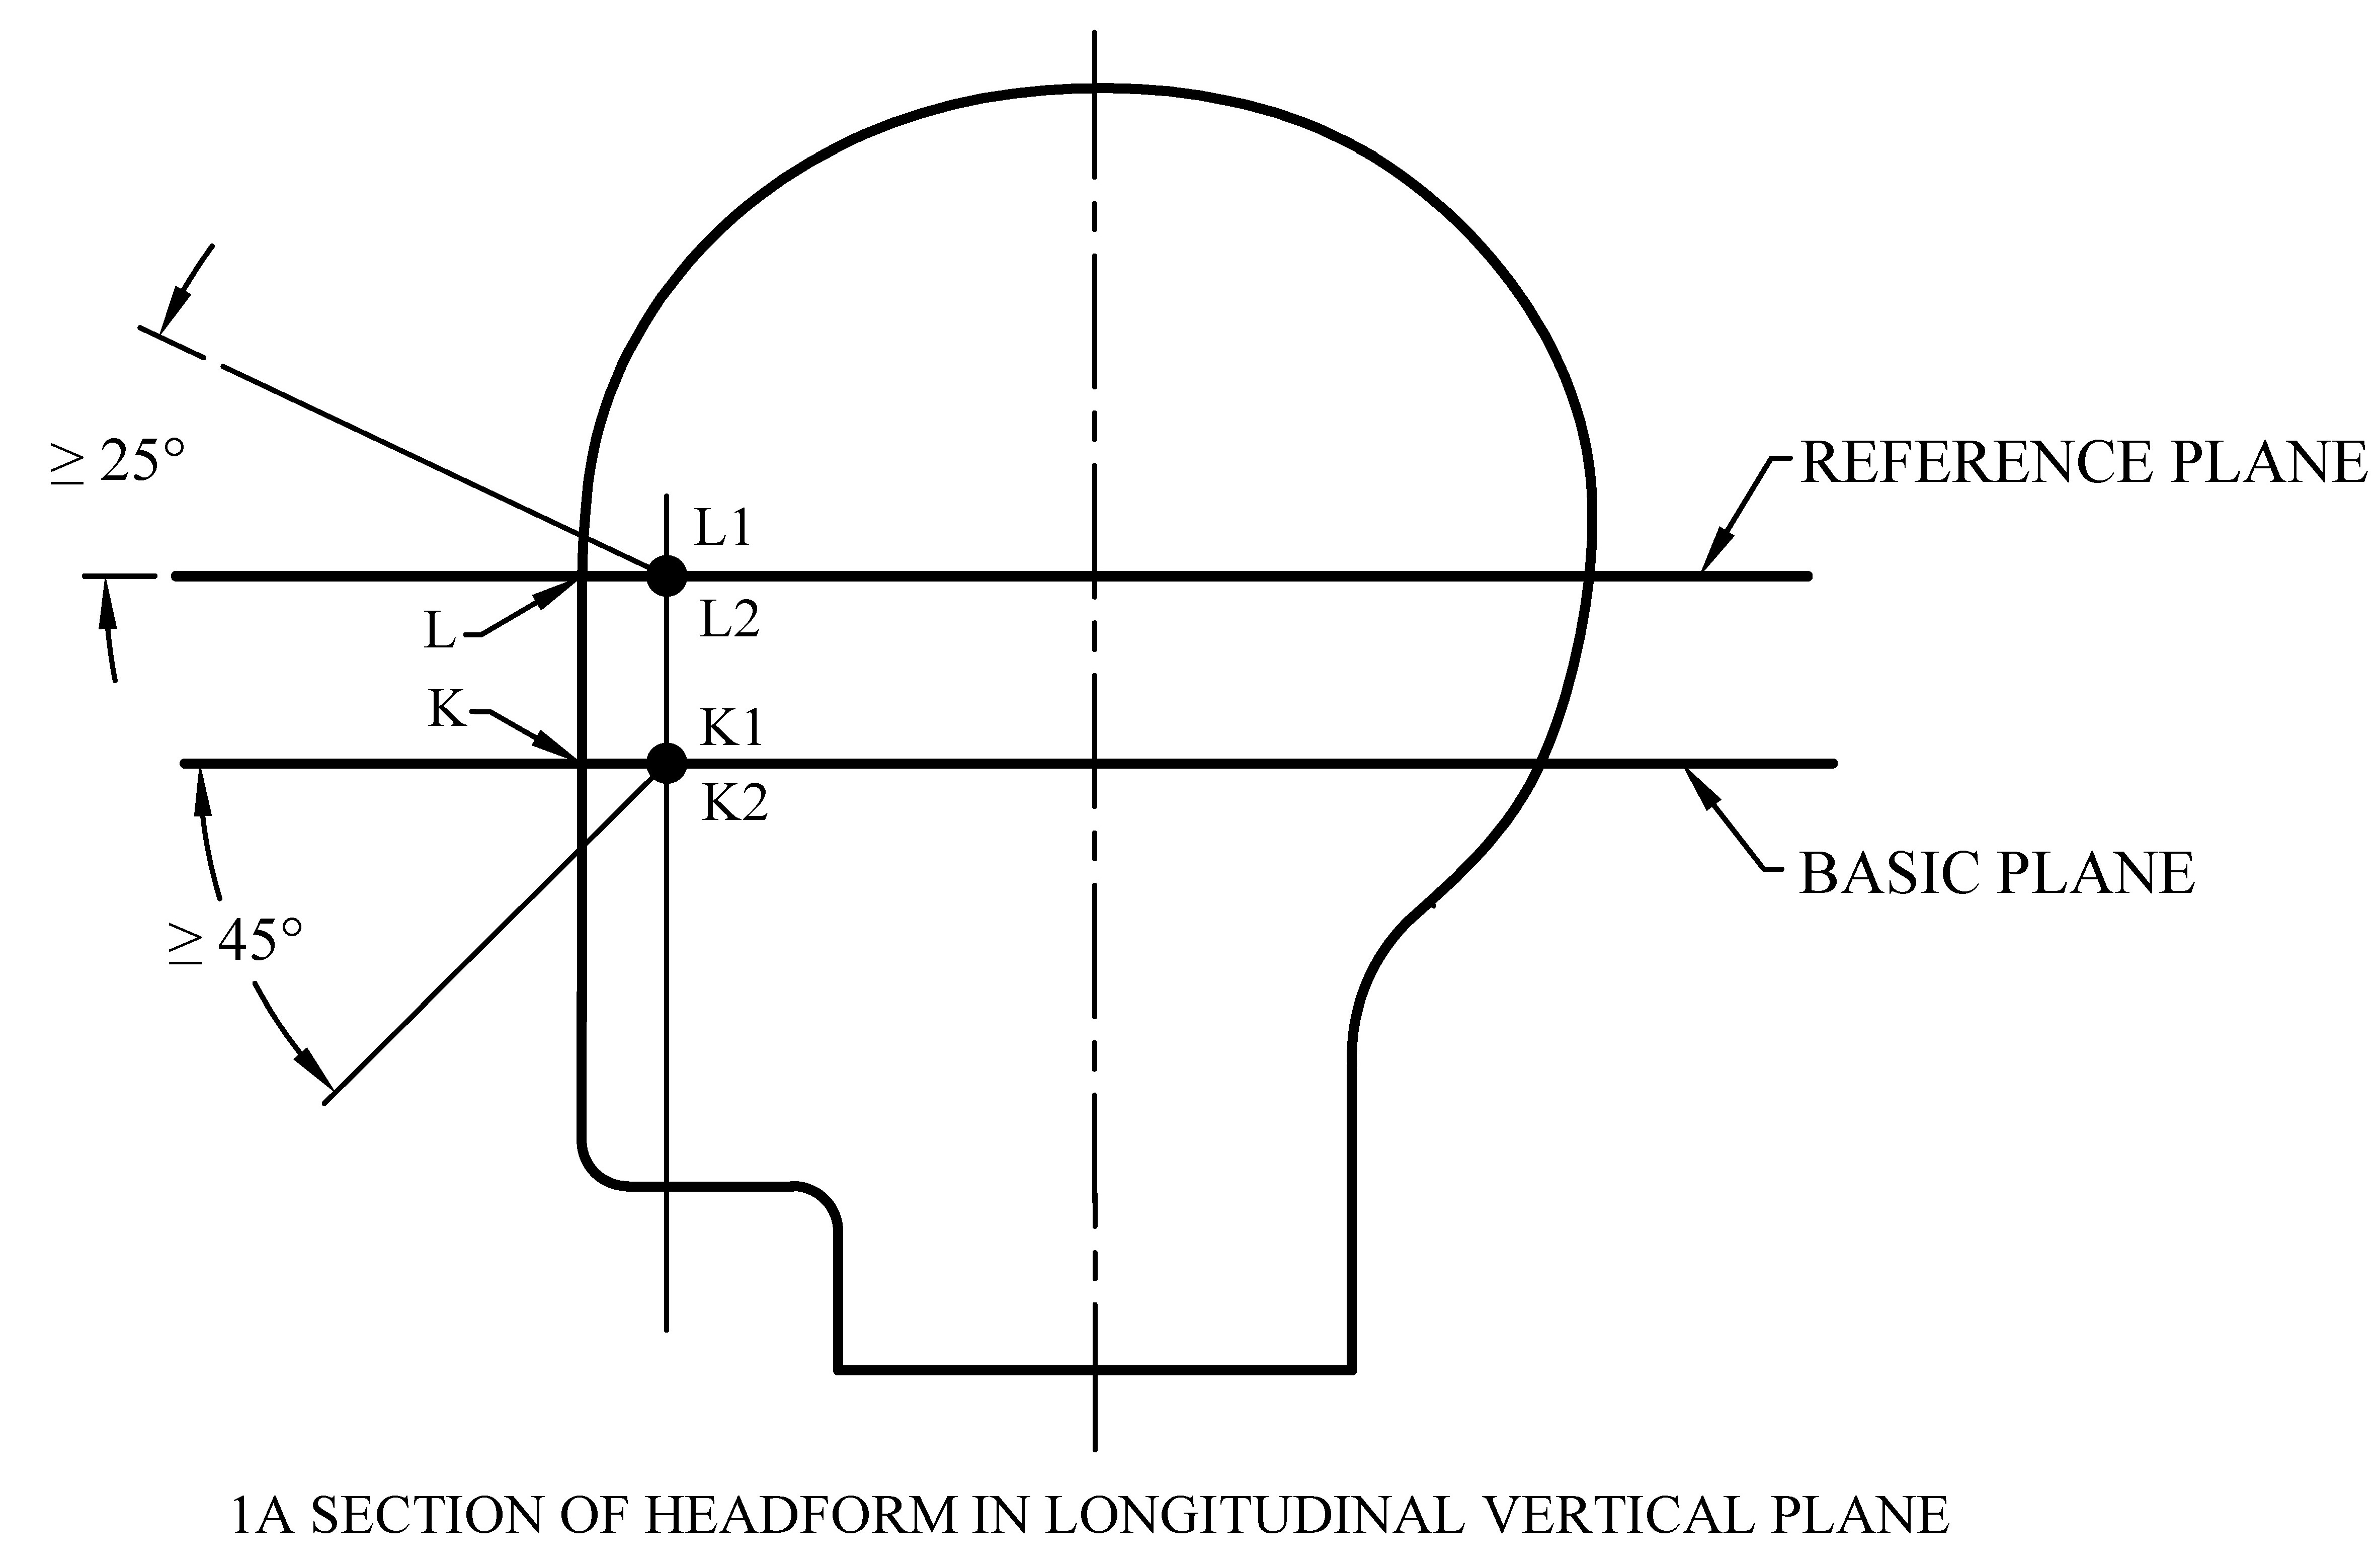 ≥ 25°
REFERENCE PLANE
L1
L
L2
K
K1
K2
BASIC PLANE
≥ 45°
1A SECTION OF HEADFORM IN LONGITUDINAL VERTICAL PLANE